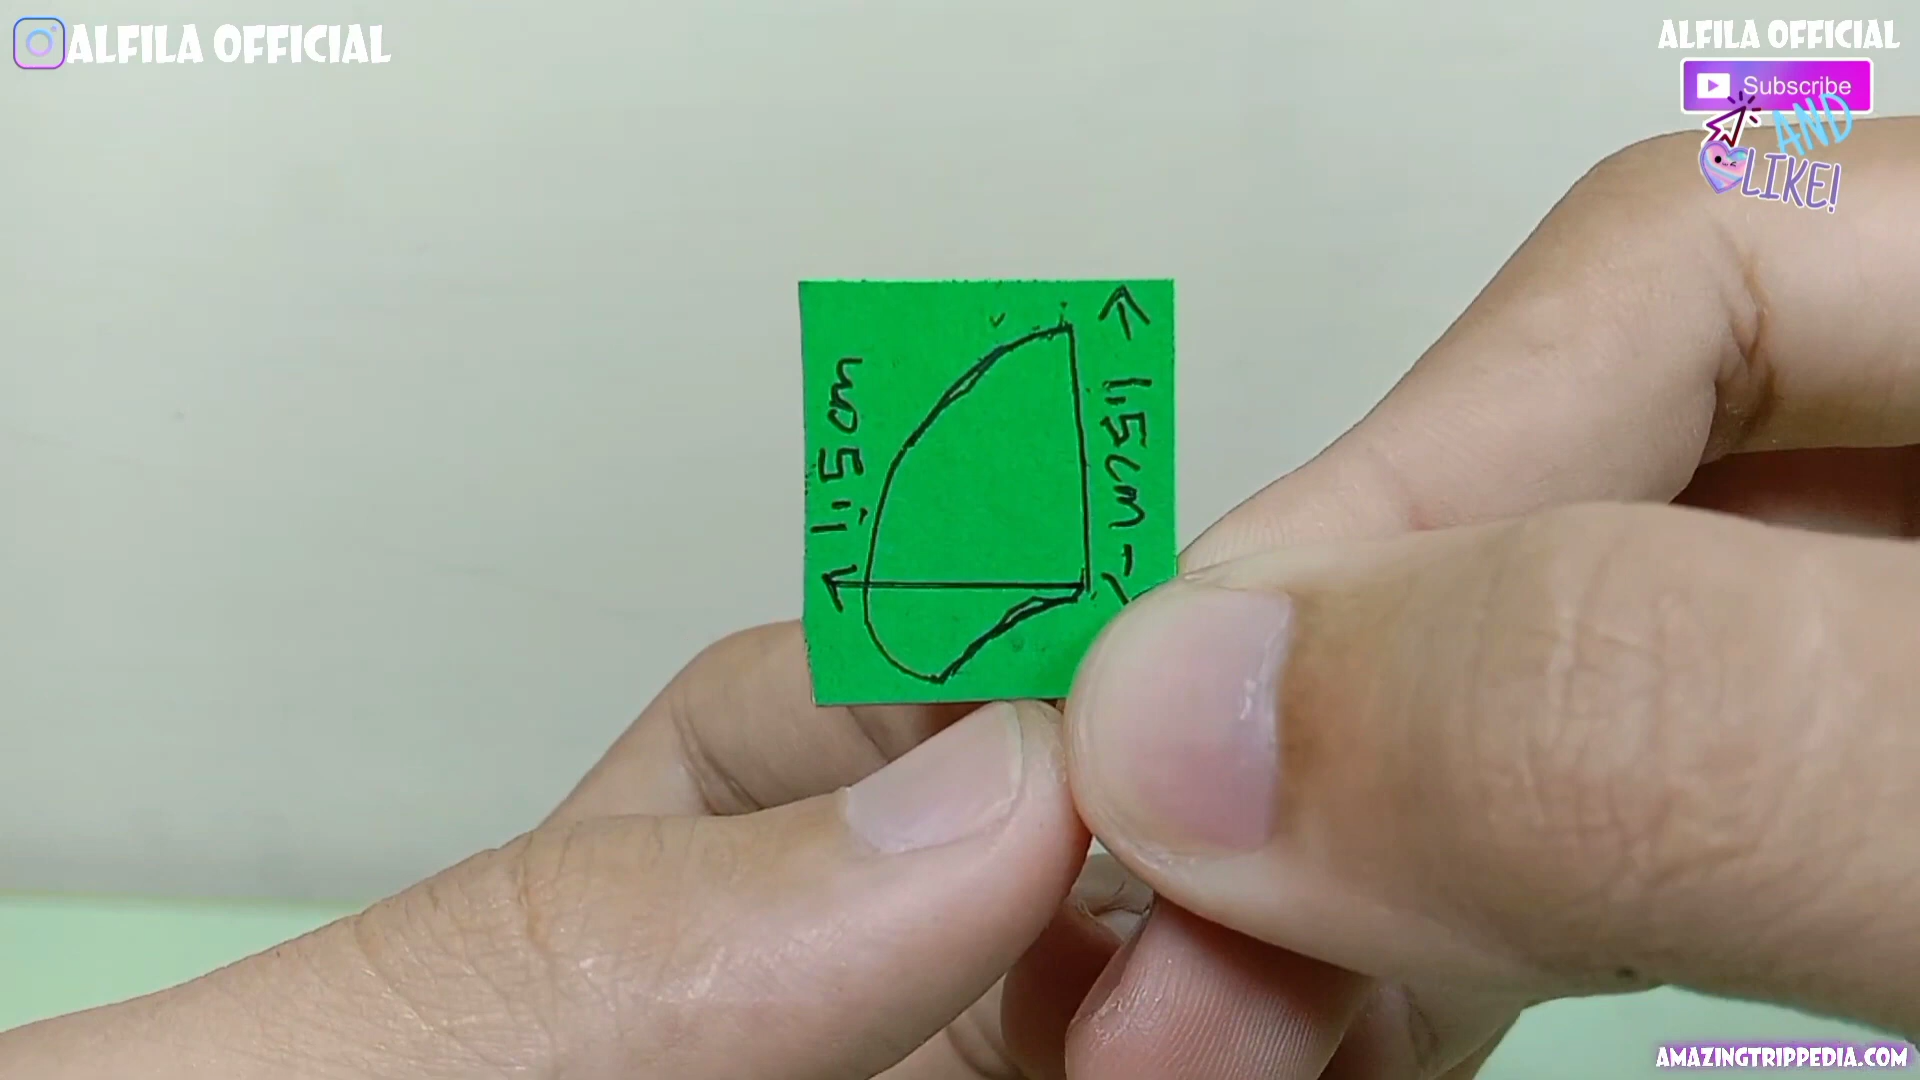 ALFILA OFFICIAL
ALFILA OFFICIAL
Subscribe
AND
LIKE!
1,5cm
1,5cm
AMAZINGTRIPPEDIA.COM